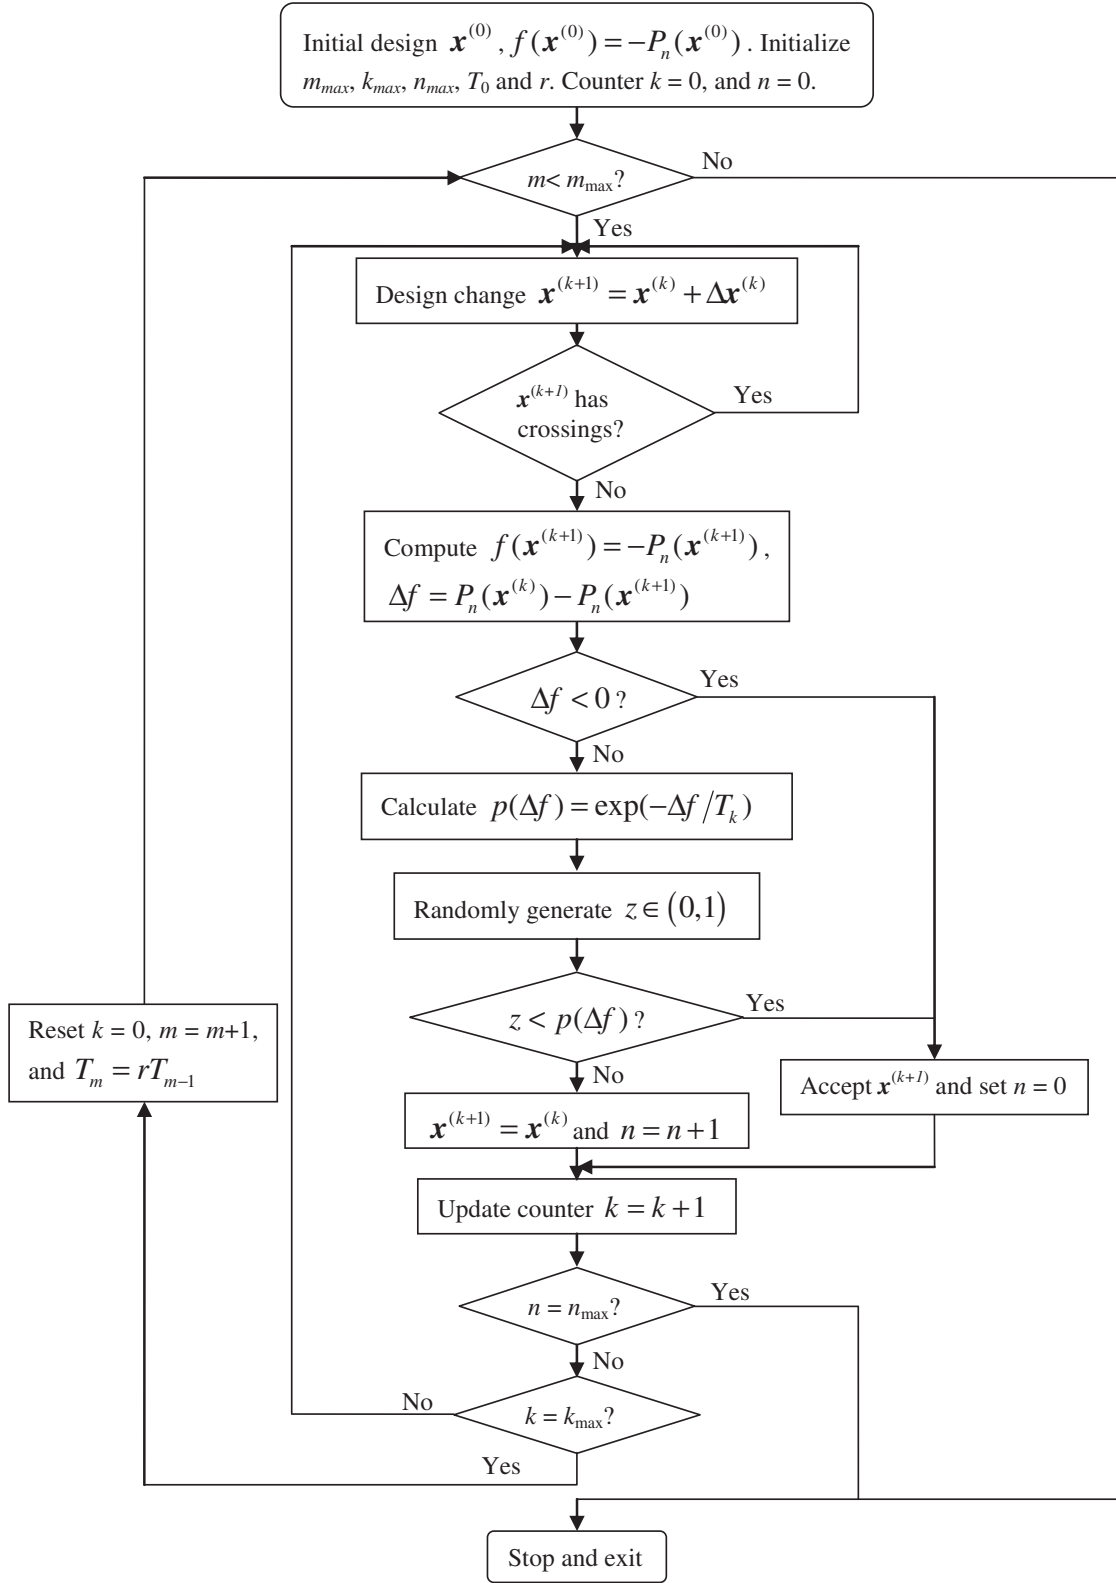 Initial design x^(0), f(x^(0)) = −P_n(x^(0)). Initialize
m_max, k_max, n_max, T_0 and r. Counter k = 0, and n = 0.
m< m_max?
No
Yes
Design change x^(k+1) = x^(k) + Δx^(k)
x^(k+1) has
crossings?
Yes
No
Compute f(x^(k+1)) = −P_n(x^(k+1)),
Δf = P_n(x^(k)) − P_n(x^(k+1))
Δf < 0 ?
Yes
No
Calculate p(Δf) = exp(−Δf/T_k)
Randomly generate z ∈ (0,1)
z < p(Δf) ?
Yes
No
Reset k = 0, m = m+1,
and T_m = rT_{m−1}
Accept x^(k+1) and set n = 0
x^(k+1) = x^(k) and n = n + 1
Update counter k = k + 1
n = n_max?
Yes
No
k = k_max?
No
Yes
Stop and exit